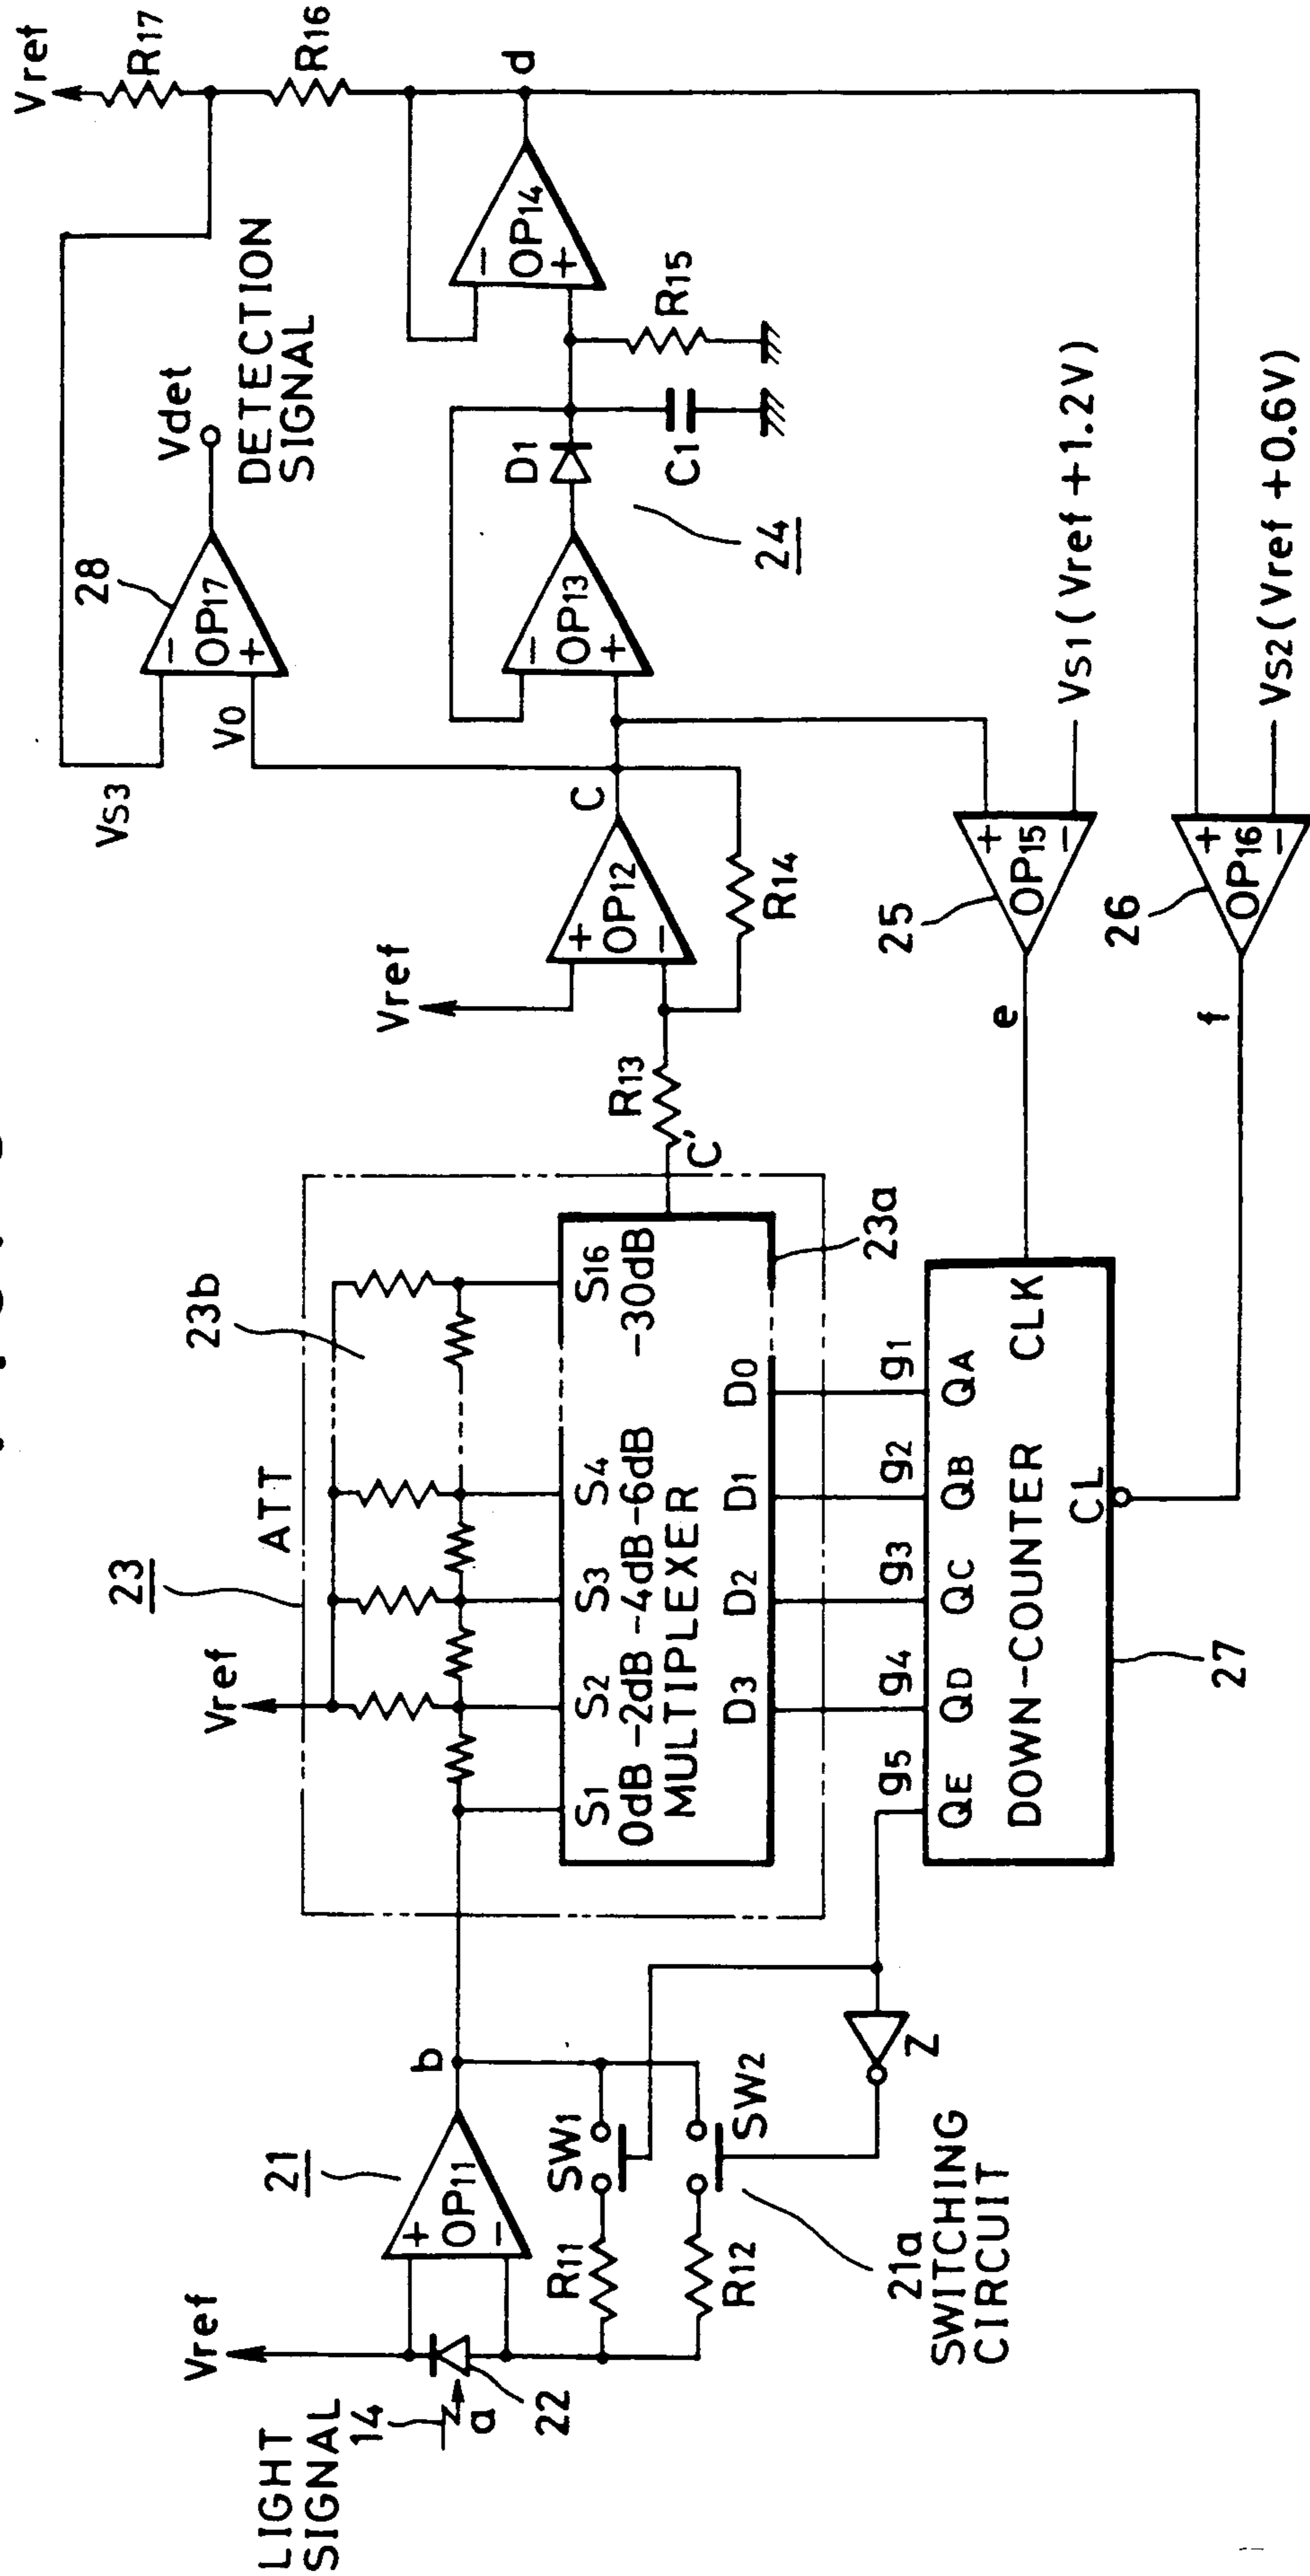 LIGHT
SIGNAL
14
a
22
Vref
21
OP11
+
−
b
R11
R12
SW1
SW2
21a
SWITCHING
CIRCUIT
Z
23
ATT
Vref
23b
S1
S2
S3
S4
S16
0dB
-2dB
-4dB
-6dB
-30dB
MULTIPLEXER
D3
D2
D1
D0
23a
g5
g4
g3
g2
g1
QE
QD
QC
QB
QA
DOWN-COUNTER
CLK
CL
27
C'
R13
Vref
+
−
OP12
R14
C
e
f
25
+
OP15
−
26
+
OP16
−
Vs1(Vref +1.2V)
Vs2(Vref +0.6V)
Vs3
Vo
28
−
OP17
+
Vdet
DETECTION
SIGNAL
−
OP13
+
D1
24
C1
R15
−
OP14
+
d
R16
R17
Vref